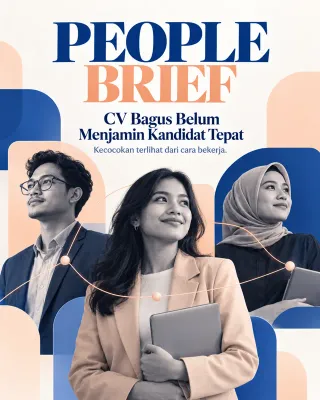 PEOPLE
BRIEF
CV Bagus Belum
Menjamin Kandidat Tepat
Kecocokan terlihat dari cara bekerja.